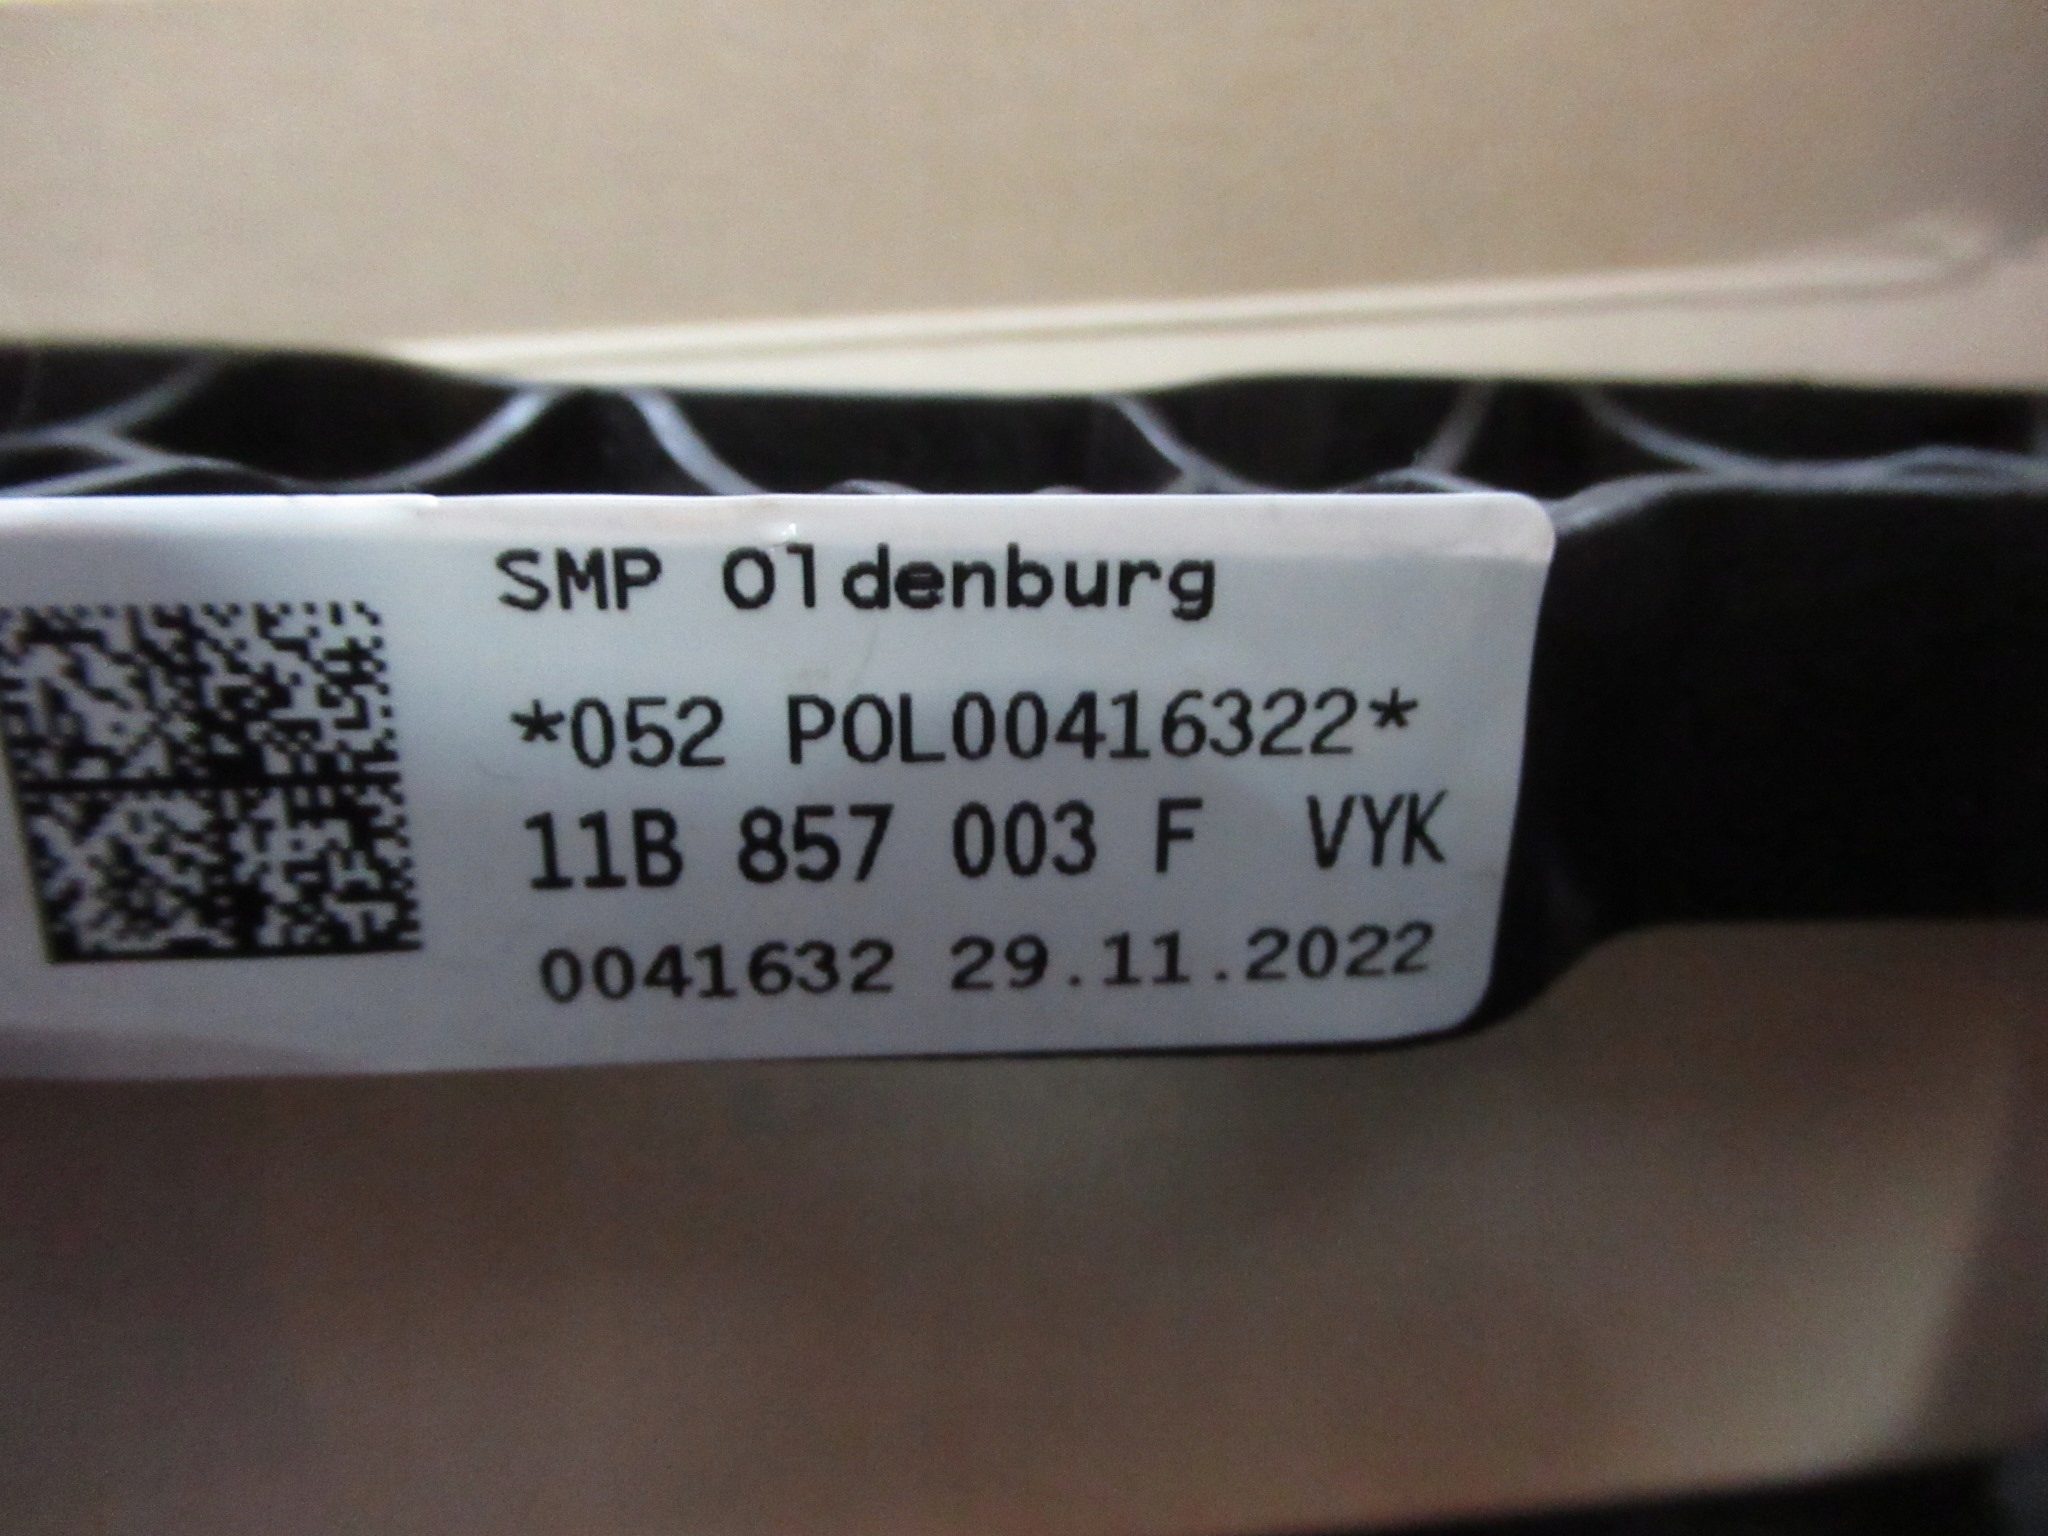 SMP Oldenburg
*052 POL00416322*
11B 857 003 F VYK
0041632 29.11.2022